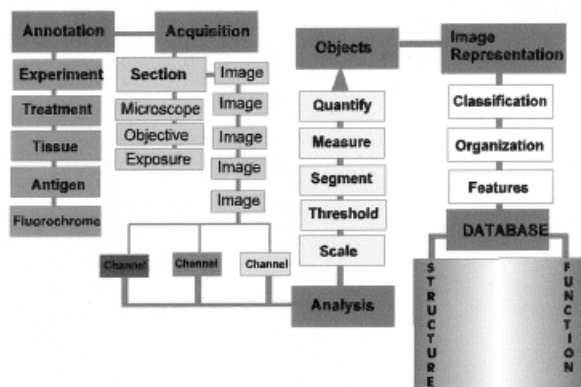 Annotation
Acquisition
Experiment
Treatment
Tissue
Antigen
Fluorochrome
Section
Microscope
Objective
Exposure
Image
Image
Image
Image
Image
Channel
Channel
Channel
Objects
Quantify
Measure
Segment
Threshold
Scale
Analysis
Image
Representation
Classification
Organization
Features
DATABASE
STRUCTURE
FUNCTION